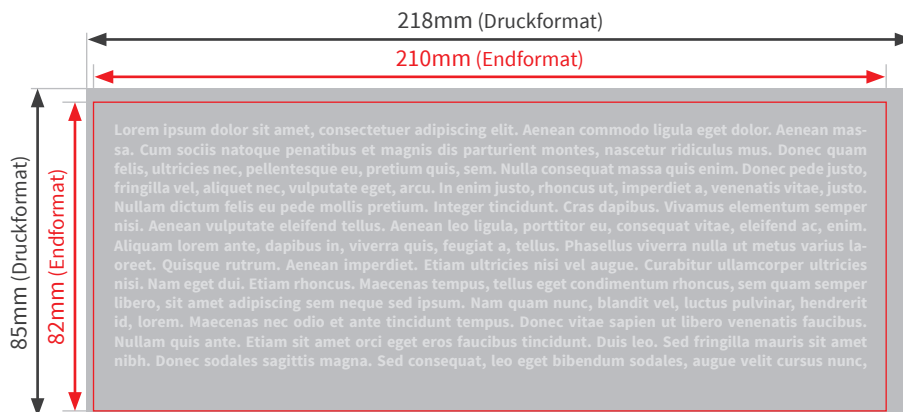 218mm (Druckformat)
210mm (Endformat)
85mm (Druckformat)
82mm (Endformat)
Lorem ipsum dolor sit amet, consectetuer adipiscing elit. Aenean commodo ligula eget dolor. Aenean mas-
sa. Cum sociis natoque penatibus et magnis dis parturient montes, nascetur ridiculus mus. Donec quam
felis, ultricies nec, pellentesque eu, pretium quis, sem. Nulla consequat massa quis enim. Donec pede justo,
fringilla vel, aliquet nec, vulputate eget, arcu. In enim justo, rhoncus ut, imperdiet a, venenatis vitae, justo.
Nullam dictum felis eu pede mollis pretium. Integer tincidunt. Cras dapibus. Vivamus elementum semper
nisi. Aenean vulputate eleifend tellus. Aenean leo ligula, porttitor eu, consequat vitae, eleifend ac, enim.
Aliquam lorem ante, dapibus in, viverra quis, feugiat a, tellus. Phasellus viverra nulla ut metus varius la-
oreet. Quisque rutrum. Aenean imperdiet. Etiam ultricies nisi vel augue. Curabitur ullamcorper ultricies
nisi. Nam eget dui. Etiam rhoncus. Maecenas tempus, tellus eget condimentum rhoncus, sem quam semper
libero, sit amet adipiscing sem neque sed ipsum. Nam quam nunc, blandit vel, luctus pulvinar, hendrerit
id, lorem. Maecenas nec odio et ante tincidunt tempus. Donec vitae sapien ut libero venenatis faucibus.
Nullam quis ante. Etiam sit amet orci eget eros faucibus tincidunt. Duis leo. Sed fringilla mauris sit amet
nibh. Donec sodales sagittis magna. Sed consequat, leo eget bibendum sodales, augue velit cursus nunc,